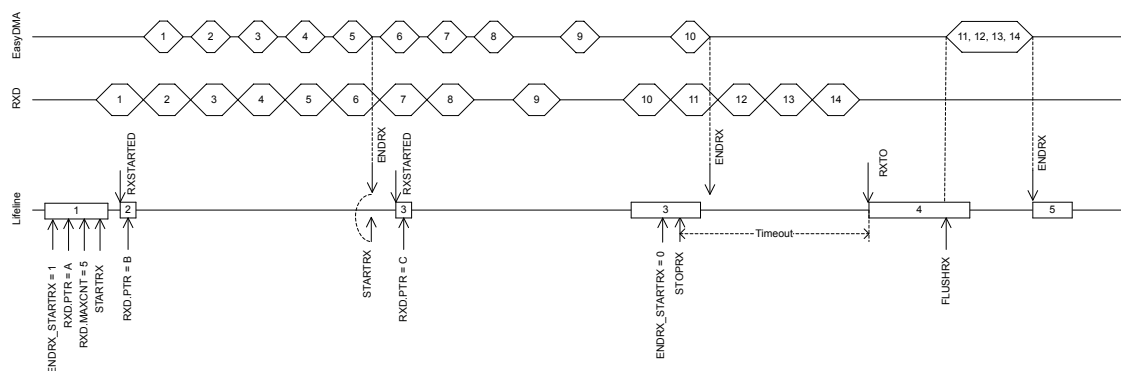 EasyDMA
1 2 3 4 5 6 7 8 9 10 11, 12, 13, 14
RXD
1 2 3 4 5 6 7 8 9 10 11 12 13 14
RXSTARTED
ENDRX
RXSTARTED
ENDRX
RXTO
ENDRX
Lifeline
1 2 3 3 4 5
Timeout
ENDRX_STARTRX = 1
RXD.PTR = A
RXD.MAXCNT = 5
STARTRX
RXD.PTR = B
STARTRX
RXD.PTR = C
ENDRX_STARTRX = 0
STOPRX
FLUSHRX